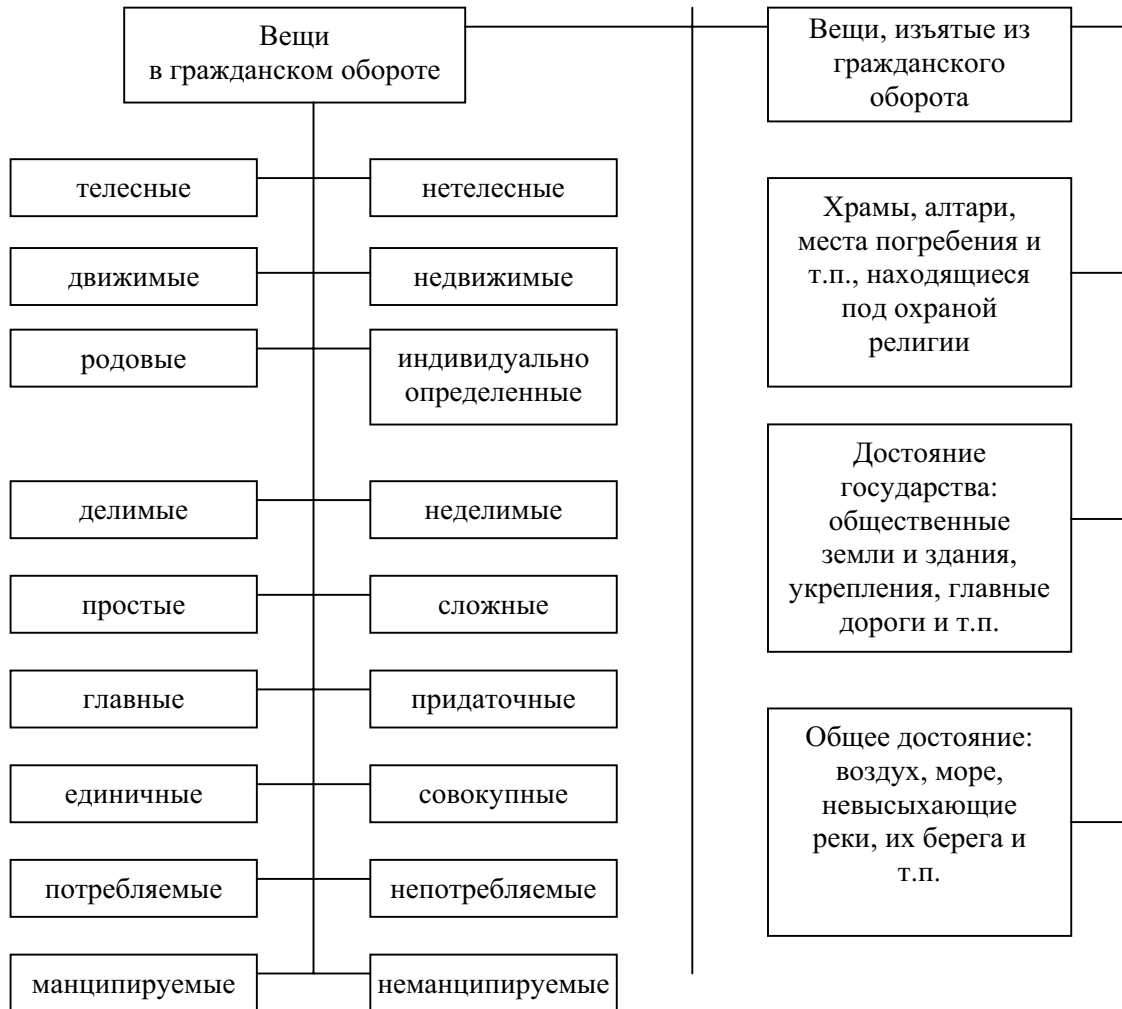 Вещи
в гражданском обороте
телесные
нетелесные
движимые
недвижимые
родовые
индивидуально
определенные
делимые
неделимые
простые
сложные
главные
придаточные
единичные
совокупные
потребляемые
непотребляемые
манципируемые
неманципируемые
Вещи, изъятые из
гражданского
оборота
Храмы, алтари,
места погребения и
т.п., находящиеся
под охраной
религии
Достояние
государства:
общественные
земли и здания,
укрепления, главные
дороги и т.п.
Общее достояние:
воздух, море,
невысыхающие
реки, их берега и
т.п.